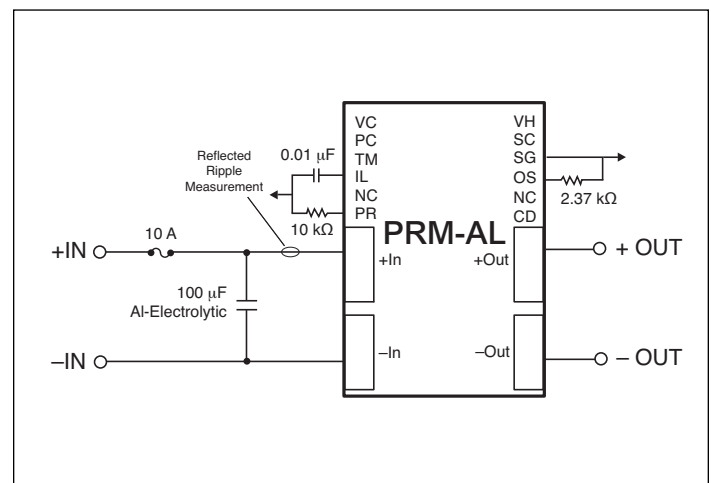 VC
PC
TM
IL
NC
PR
VH
SC
SG
OS
NC
CD
0.01 μF
10 kΩ
2.37 kΩ
Reflected
Ripple
Measurement
PRM-AL
10 A
+IN
+In
+Out
+ OUT
100 μF
Al-Electrolytic
–IN
–In
–Out
– OUT